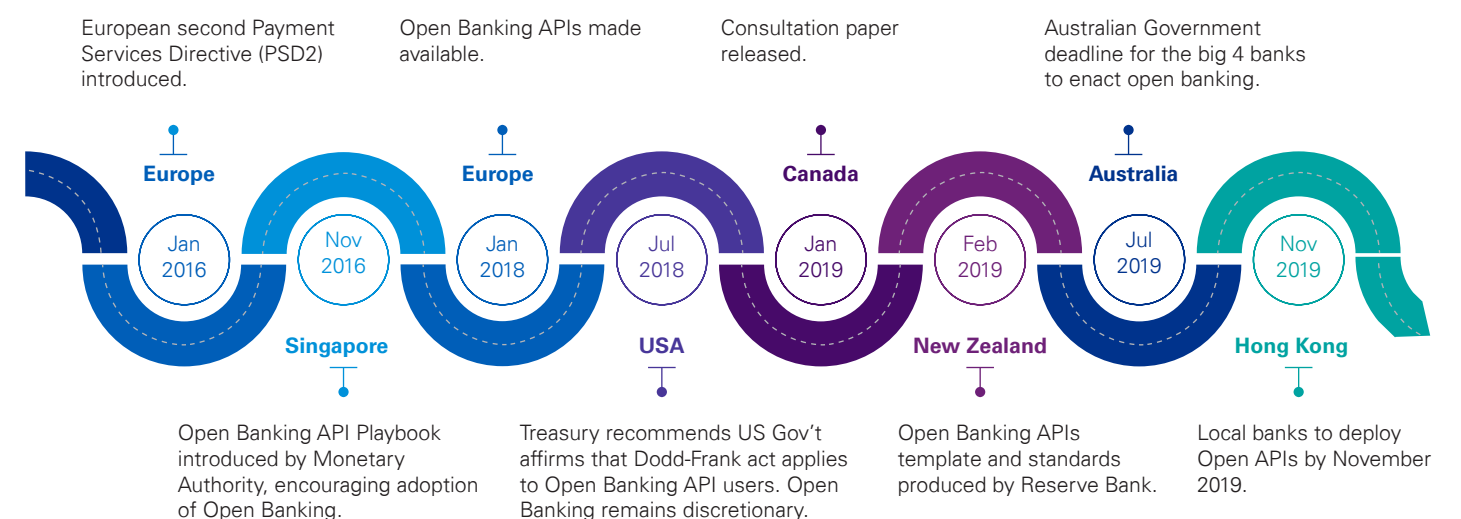 European second Payment
Services Directive (PSD2)
introduced.
Open Banking APIs made
available.
Consultation paper
released.
Australian Government
deadline for the big 4 banks
to enact open banking.
Europe
Europe
Canada
Australia
Jan
2016
Nov
2016
Jan
2018
Jul
2018
Jan
2019
Feb
2019
Jul
2019
Nov
2019
Singapore
USA
New Zealand
Hong Kong
Open Banking API Playbook
introduced by Monetary
Authority, encouraging adoption
of Open Banking.
Treasury recommends US Gov’t
affirms that Dodd-Frank act applies
to Open Banking API users. Open
Banking remains discretionary.
Open Banking APIs
template and standards
produced by Reserve Bank.
Local banks to deploy
Open APIs by November
2019.